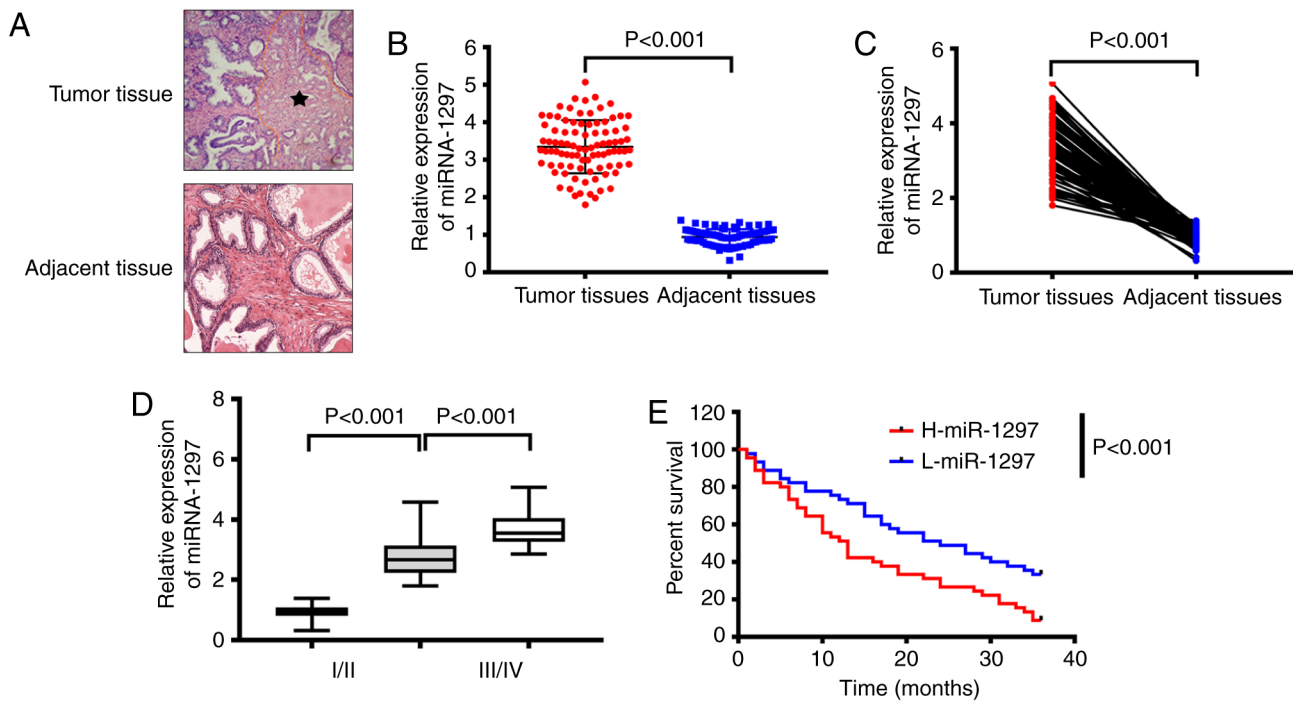 A
Tumor tissue
Adjacent tissue
B
Relative expression
of miRNA-1297
6
5
4
3
2
1
0
P<0.001
Tumor tissues
Adjacent tissues
C
Relative expression
of miRNA-1297
6
4
2
0
P<0.001
Tumor tissues
Adjacent tissues
D
Relative expression
of miRNA-1297
8
6
4
2
0
P<0.001
P<0.001
I/II
III/IV
E
Percent survival
120
100
80
60
40
20
0
H-miR-1297
L-miR-1297
P<0.001
0
10
20
30
40
Time (months)